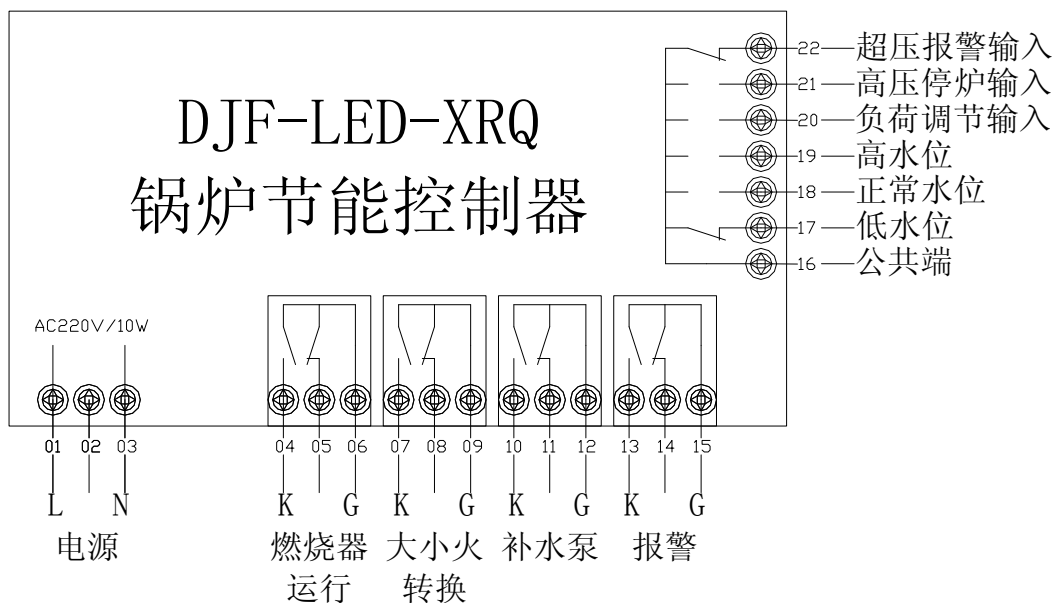 DJF-LED-XRQ
锅炉节能控制器
22 超压报警输入
21 高压停炉输入
20 负荷调节输入
19 高水位
18 正常水位
17 低水位
16 公共端
AC220V/10W
01 02 03 04 05 06 07 08 09 10 11 12 13 14 15
L N K G K G K G K G
电源 燃烧器 大小火 补水泵 报警
运行 转换